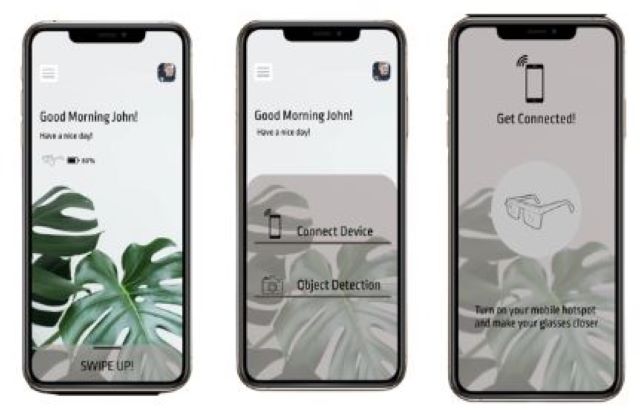 Good Morning John!
Have a nice day!
80%
SWIPE UP!
Good Morning John!
Have a nice day!
Connect Device
Object Detection
Get Connected!
Turn on your mobile hotspot
and make your glasses closer